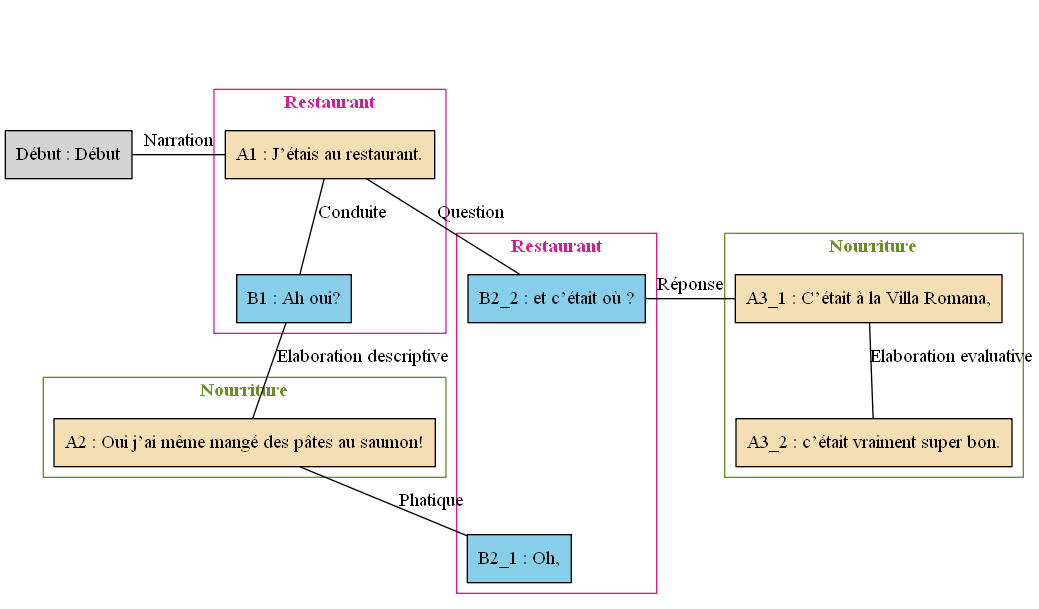 Restaurant
Début : Début
Narration
A1 : J’étais au restaurant.
Conduite
Question
Restaurant
Nourriture
B1 : Ah oui?
B2_2 : et c’était où ?
Réponse
A3_1 : C’était à la Villa Romana,
Elaboration descriptive
Elaboration evaluative
Nourriture
A2 : Oui j’ai même mangé des pâtes au saumon!
A3_2 : c’était vraiment super bon.
Phatique
B2_1 : Oh,